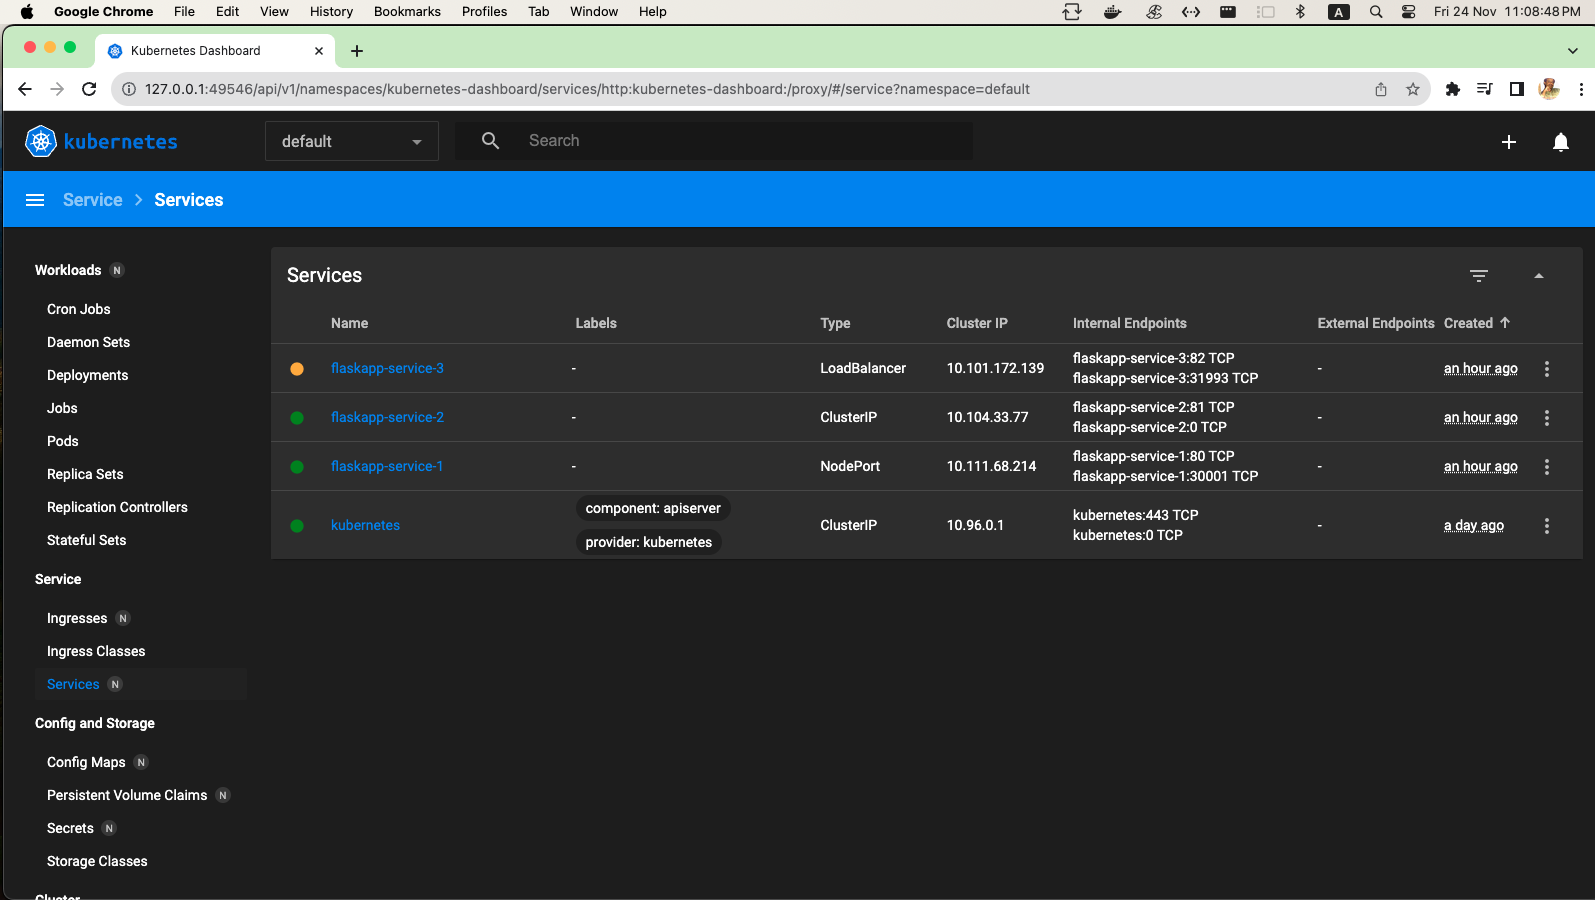 Google Chrome File Edit View History Bookmarks Profiles Tab Window Help A Fri 24 Nov 11:08:48 PM
Kubernetes Dashboard
127.0.0.1:49546/api/v1/namespaces/kubernetes-dashboard/services/http:kubernetes-dashboard:/proxy/#/service?namespace=default
kubernetes default Search
Service > Services
Workloads N
Cron Jobs
Daemon Sets
Deployments
Jobs
Pods
Replica Sets
Replication Controllers
Stateful Sets
Service
Ingresses N
Ingress Classes
Services N
Config and Storage
Config Maps N
Persistent Volume Claims N
Secrets N
Storage Classes
Cluster
Services
Name Labels Type Cluster IP Internal Endpoints External Endpoints Created
flaskapp-service-3 - LoadBalancer 10.101.172.139 flaskapp-service-3:82 TCP - an hour ago
flaskapp-service-3:31993 TCP
flaskapp-service-2 - ClusterIP 10.104.33.77 flaskapp-service-2:81 TCP - an hour ago
flaskapp-service-2:0 TCP
flaskapp-service-1 - NodePort 10.111.68.214 flaskapp-service-1:80 TCP - an hour ago
flaskapp-service-1:30001 TCP
kubernetes component: apiserver ClusterIP 10.96.0.1 kubernetes:443 TCP - a day ago
provider: kubernetes kubernetes:0 TCP